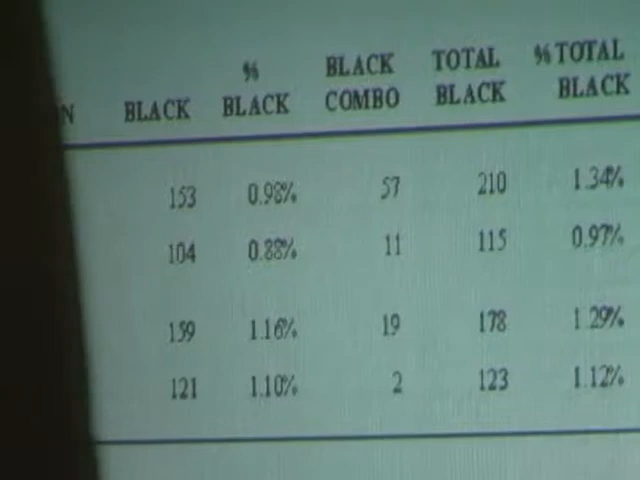 % BLACK TOTAL % TOTAL
N BLACK BLACK COMBO BLACK BLACK
153 0.98% 57 210 1.34%
104 0.88% 11 115 0.97%
159 1.16% 19 178 1.29%
121 1.10% 2 123 1.12%